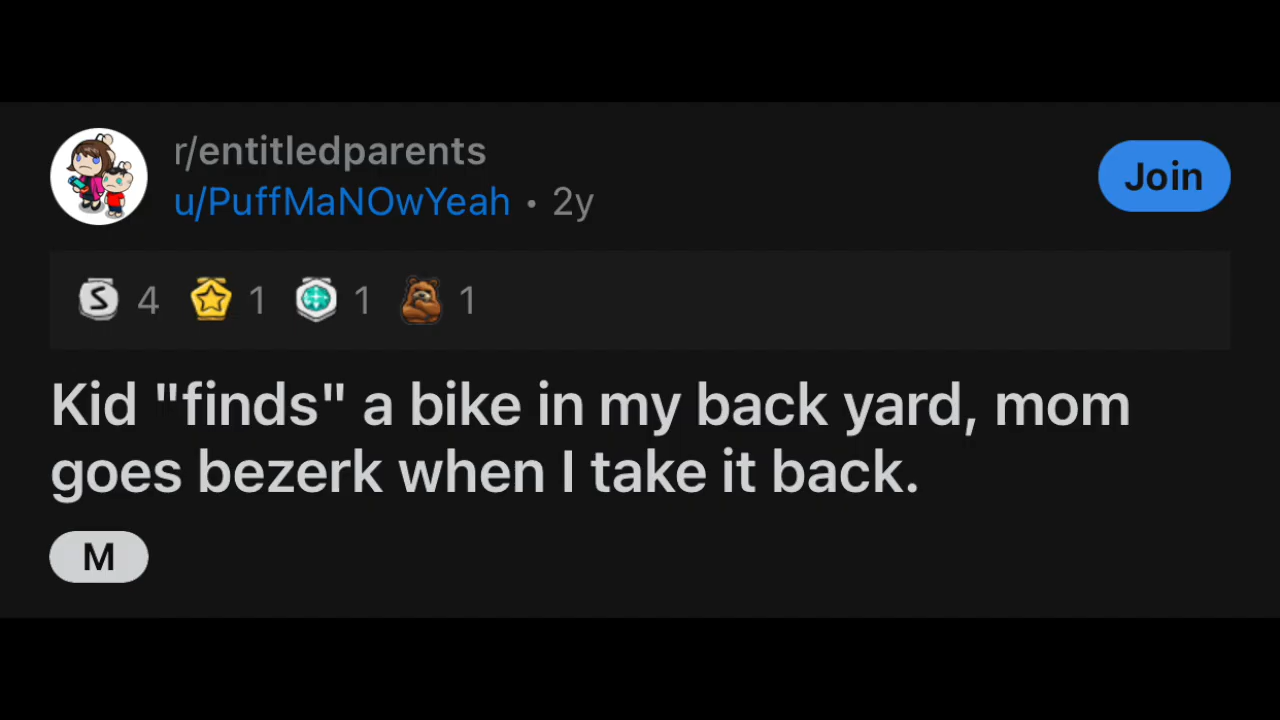 r/entitledparents
u/PuffMaNOwYeah • 2y
Join
S 4 1 1 1
Kid "finds" a bike in my back yard, mom
goes bezerk when I take it back.
M